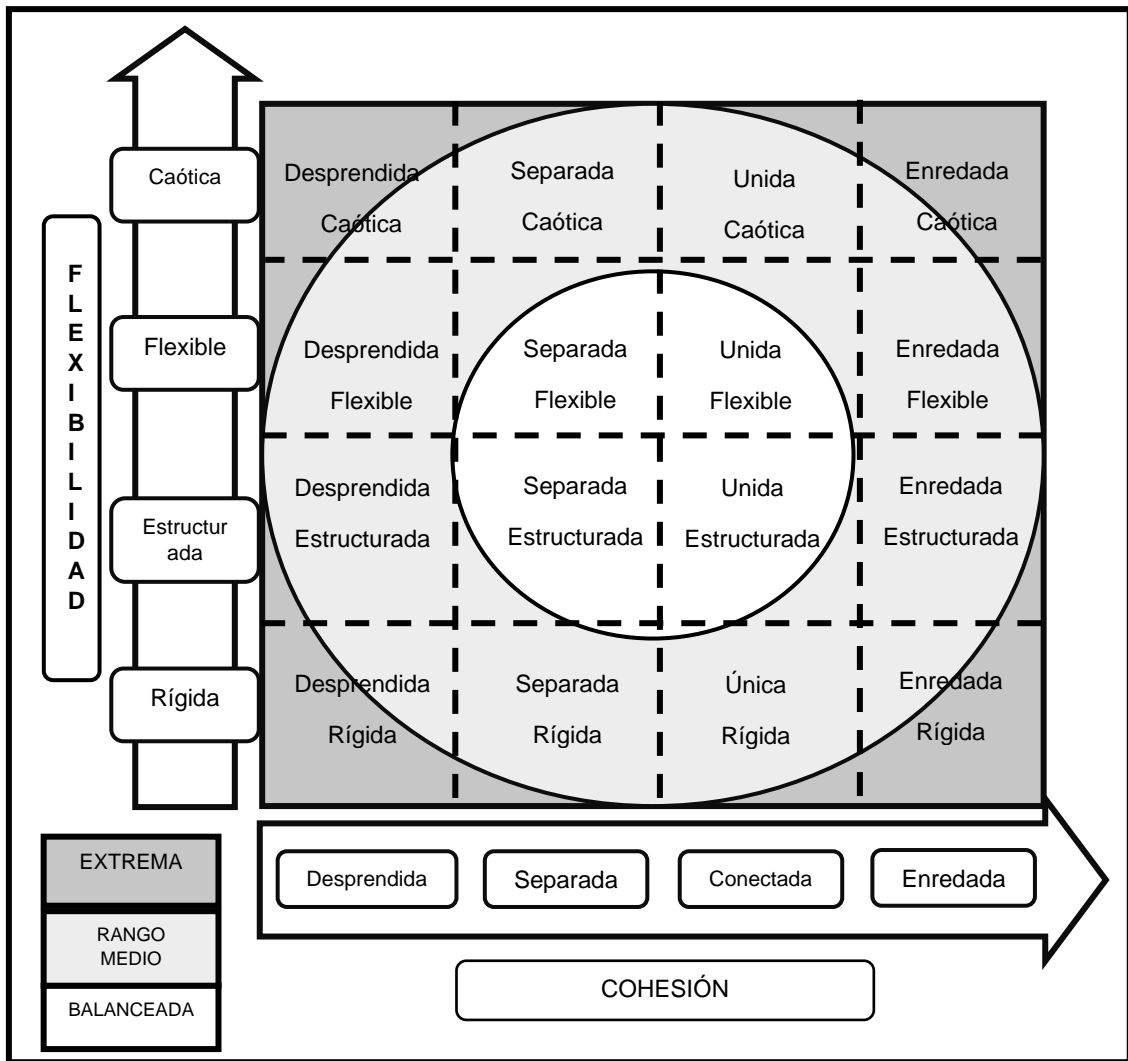 FLEXIBILIDAD
Caótica
Flexible
Estructur
ada
Rígida
Desprendida
Caótica
Separada
Caótica
Unida
Caótica
Enredada
Caótica
Desprendida
Flexible
Separada
Flexible
Unida
Flexible
Enredada
Flexible
Desprendida
Estructurada
Separada
Estructurada
Unida
Estructurada
Enredada
Estructurada
Desprendida
Rígida
Separada
Rígida
Única
Rígida
Enredada
Rígida
EXTREMA
RANGO
MEDIO
BALANCEADA
Desprendida
Separada
Conectada
Enredada
COHESIÓN